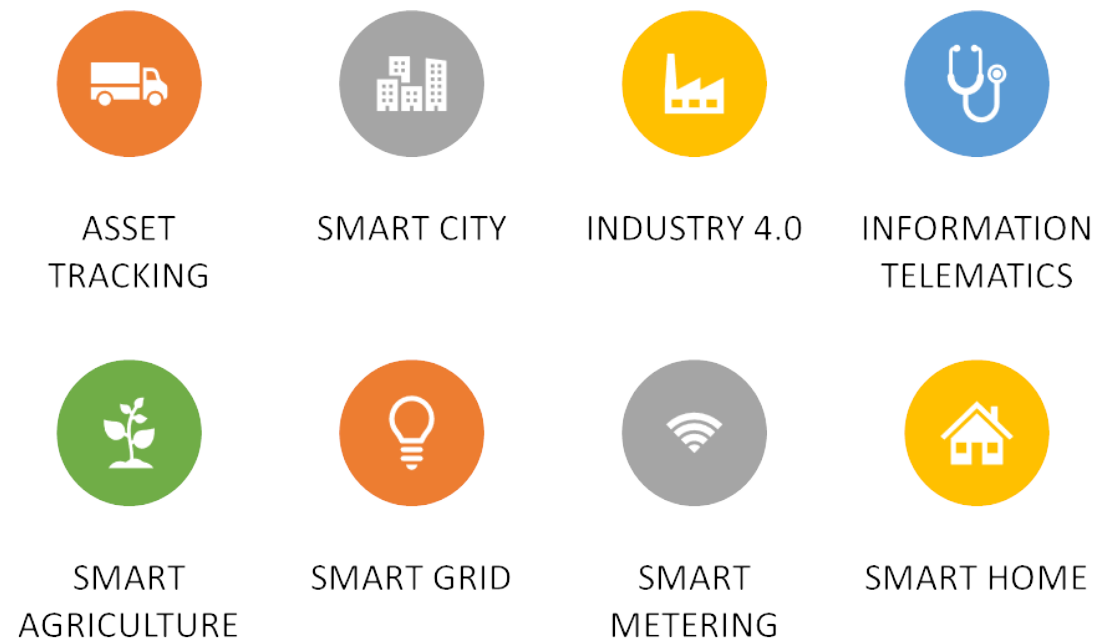 ASSET
TRACKING
SMART CITY
INDUSTRY 4.0
INFORMATION
TELEMATICS
SMART
AGRICULTURE
SMART GRID
SMART
METERING
SMART HOME